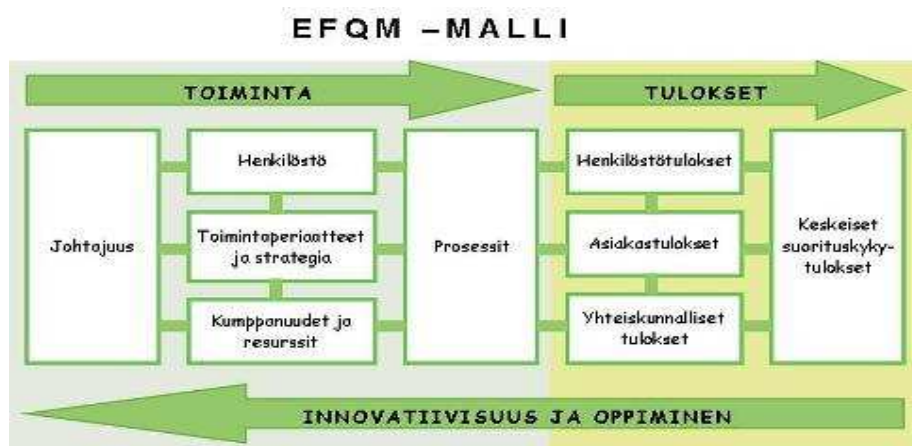 EFQM –MALLI
TOIMINTA
TULOKSET
Johtajuus
Henkilöstö
Toimintaperiaatteet
ja strategia
Kumppanuudet ja
resurssit
Prosessit
Henkilöstötulokset
Asiakastulokset
Yhteiskunnalliset
tulokset
Keskeiset
suorituskyky-
tulokset
INNOVATIIVISUUS JA OPPIMINEN